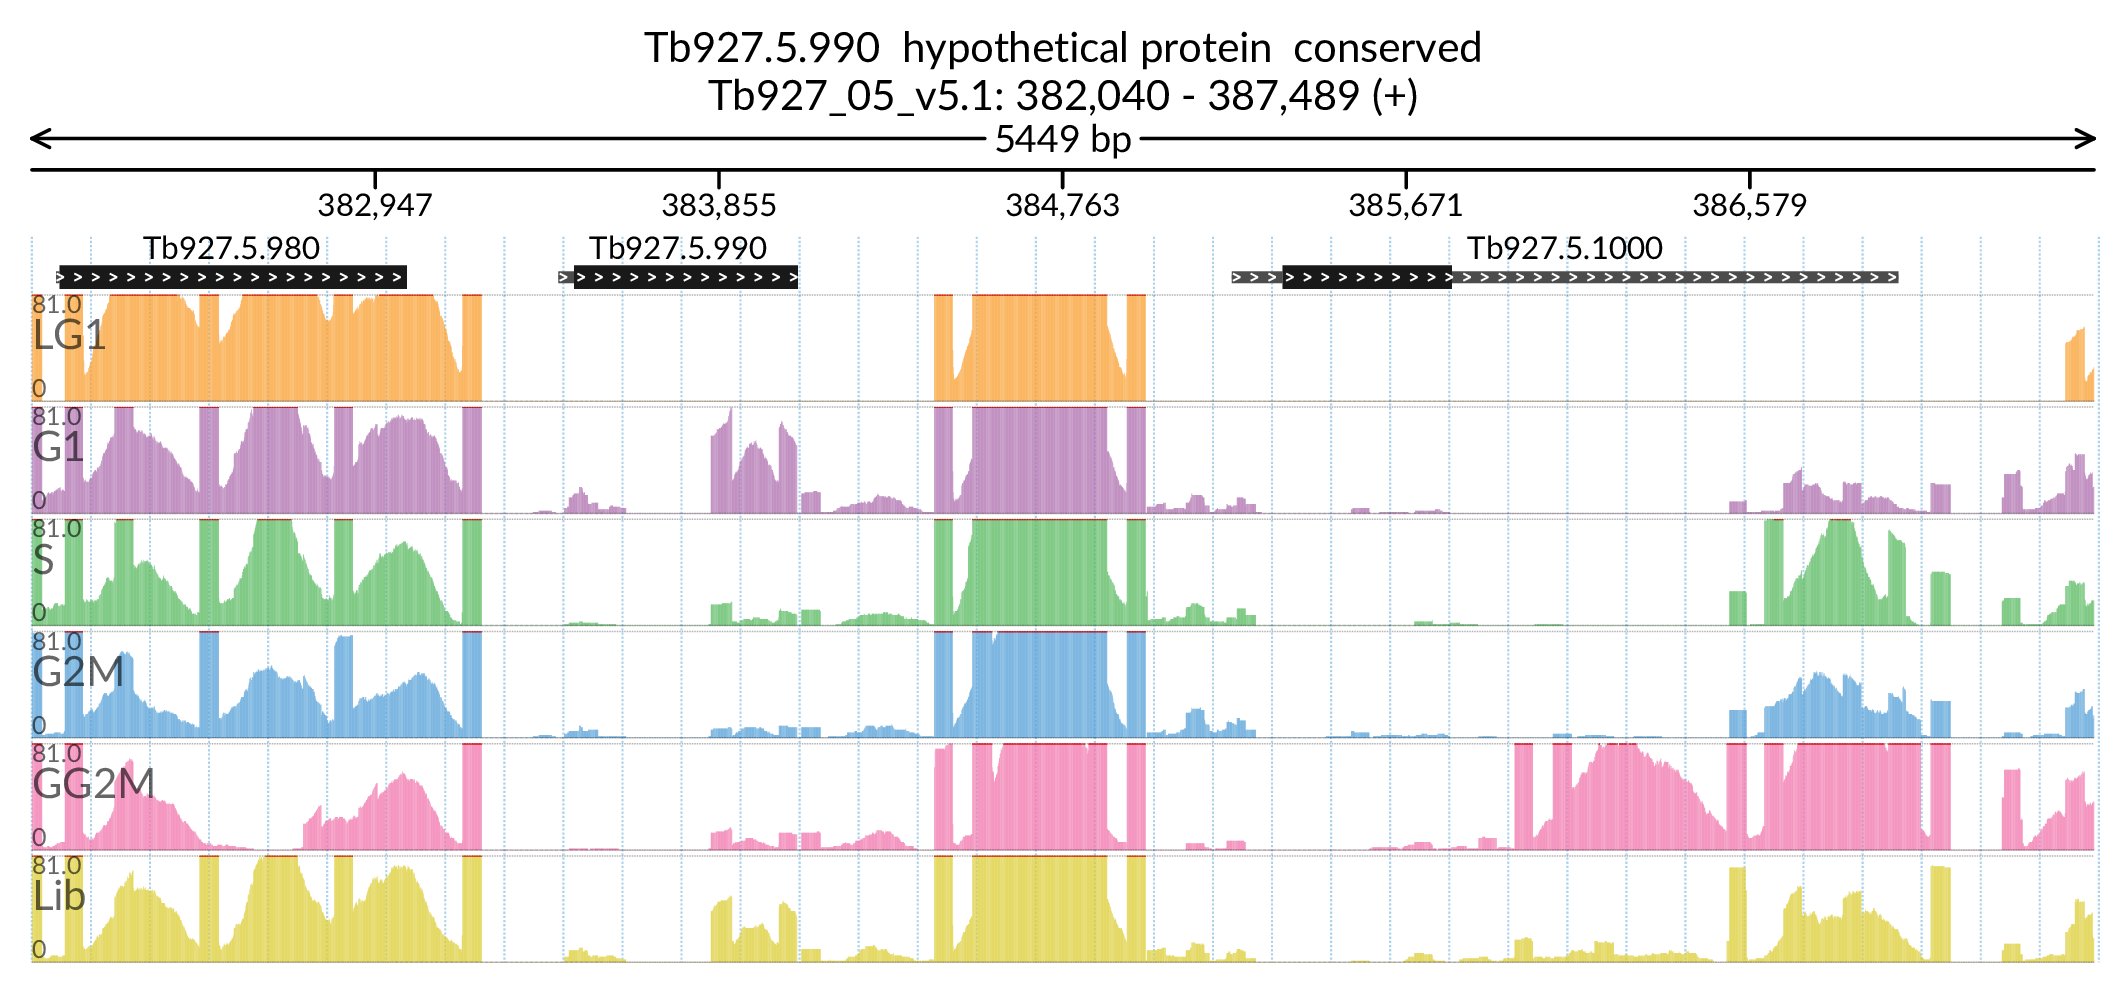 Tb927.5.990  hypothetical protein  conserved
Tb927_05_v5.1: 382,040 - 387,489 (+)
5449 bp
382,947 383,855 384,763 385,671 386,579
Tb927.5.980 Tb927.5.990 Tb927.5.1000
81.0
LG1
0
81.0
G1
0
81.0
S
0
81.0
G2M
0
81.0
GG2M
0
81.0
Lib
0